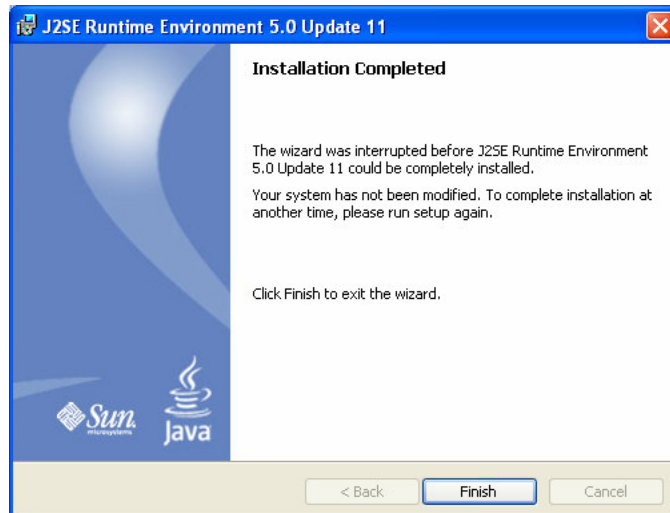 J2SE Runtime Environment 5.0 Update 11
Installation Completed
The wizard was interrupted before J2SE Runtime Environment
5.0 Update 11 could be completely installed.
Your system has not been modified. To complete installation at
another time, please run setup again.
Click Finish to exit the wizard.
Sun
microsystems
Java
< Back
Finish
Cancel